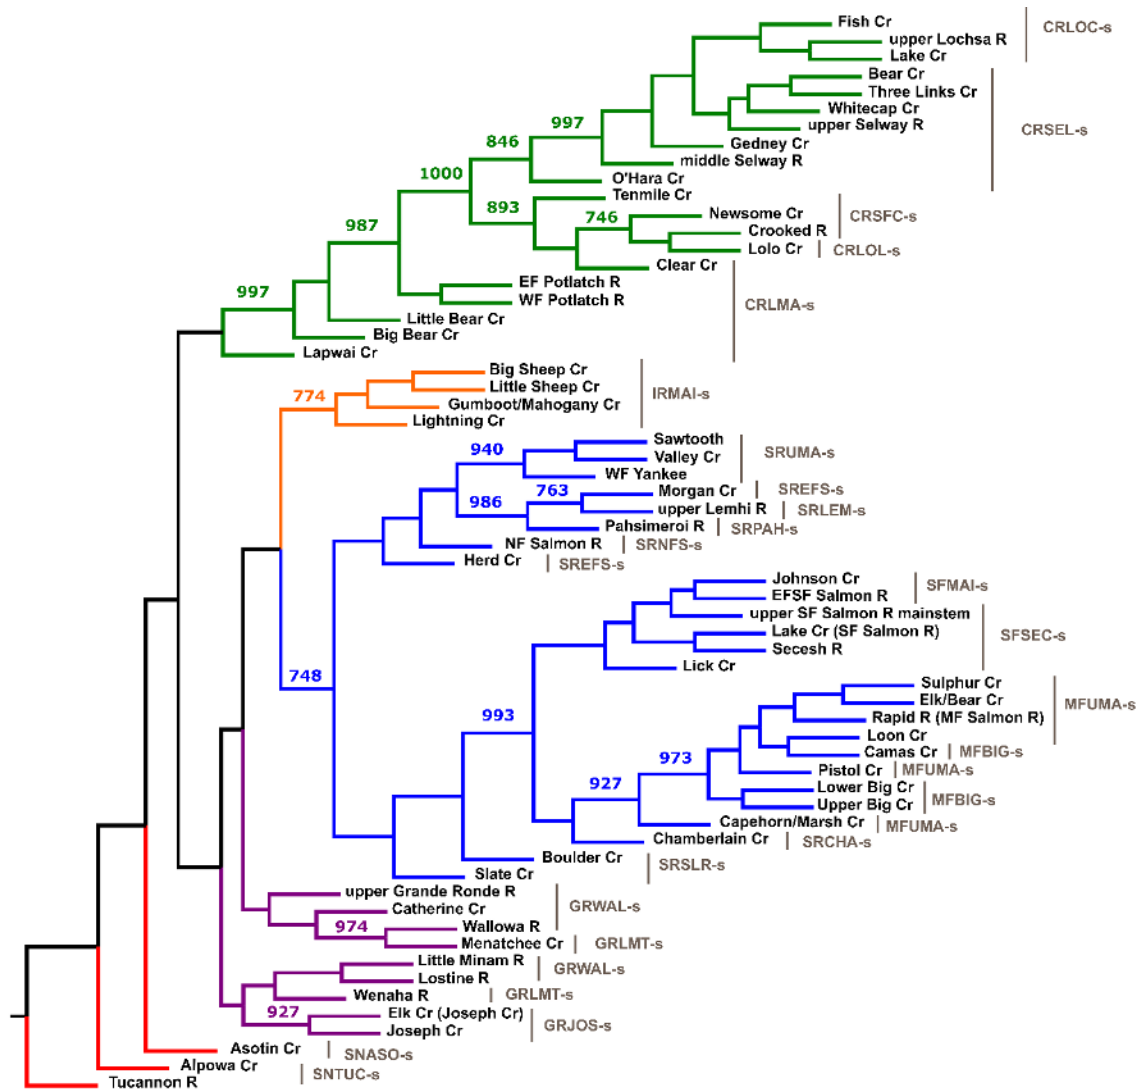 Fish Cr
CRLOC-s
upper Lochsa R
Lake Cr
Bear Cr
Three Links Cr
Whitecap Cr
997
upper Selway R
CRSEL-s
846
Gedney Cr
middle Selway R
1000
O'Hara Cr
Tenmile Cr
893
746
Newsome Cr
CRSFC-s
987
Crooked R
Lolo Cr
CRLOL-s
Clear Cr
EF Potlatch R
997
WF Potlatch R
CRLMA-s
Little Bear Cr
Big Bear Cr
Lapwai Cr
Big Sheep Cr
774
Little Sheep Cr
IRMAI-s
Gumboot/Mahogany Cr
Lightning Cr
940
Sawtooth
Valley Cr
SRUMA-s
WF Yankee
763
Morgan Cr
SREFS-s
986
upper Lemhi R
SRLEM-s
Pahsimeroi R
SRPAH-s
NF Salmon R
SRNFS-s
Herd Cr
SREFS-s
Johnson Cr
SFMAI-s
EFSF Salmon R
upper SF Salmon R mainstem
Lake Cr (SF Salmon R)
SFSEC-s
Secesh R
748
Lick Cr
Sulphur Cr
993
Elk/Bear Cr
MFUMA-s
Rapid R (MF Salmon R)
Loon Cr
973
Camas Cr
MFBIG-s
927
Pistol Cr
MFUMA-s
Lower Big Cr
MFBIG-s
Upper Big Cr
Capehorn/Marsh Cr
MFUMA-s
Chamberlain Cr
SRCHA-s
Boulder Cr
SRSLR-s
Slate Cr
upper Grande Ronde R
GRWAL-s
Catherine Cr
974
Wallowa R
Menatchee Cr
GRLMT-s
Little Minam R
GRWAL-s
Lostine R
Wenaha R
GRLMT-s
927
Elk Cr (Joseph Cr)
GRJOS-s
Joseph Cr
Asotin Cr
SNASO-s
Alpowa Cr
SNTUC-s
Tucannon R